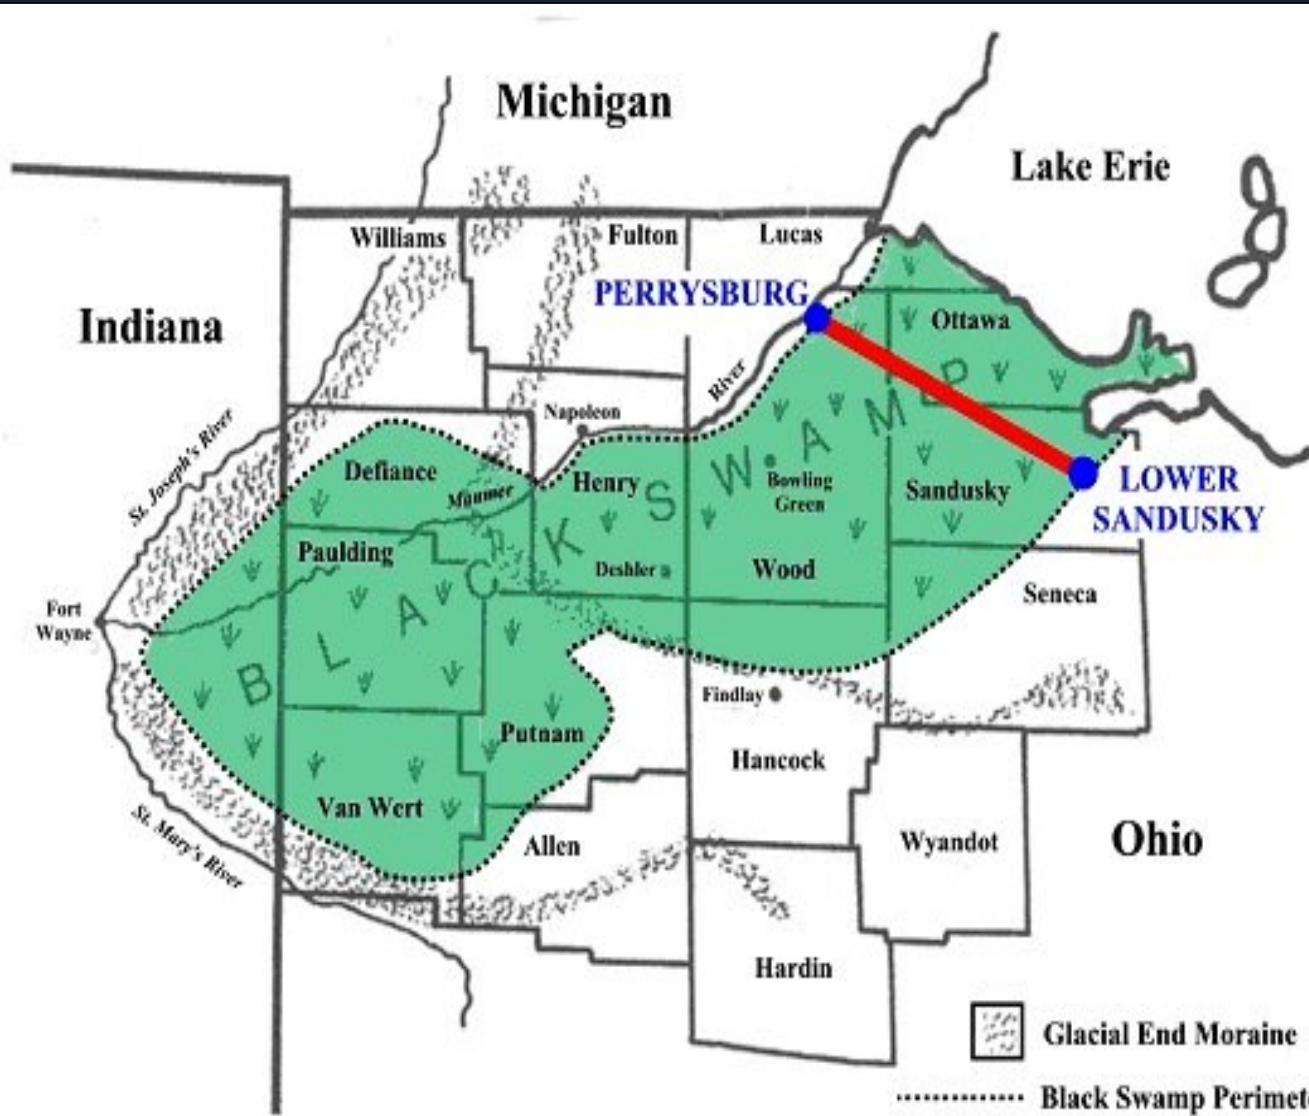 Michigan
Lake Erie
Williams
Fulton
Lucas
PERRYSBURG
Indiana
Ottawa
River
Napoleon
St. Joseph's River
Defiance
Maumee
Henry
Bowling
Green
Sandusky
LOWER
SANDUSKY
BLACK SWAMP
Paulding
Deshler
Wood
Fort
Wayne
Seneca
Findlay
Putnam
Hancock
Van Wert
Allen
Wyandot
Ohio
St. Mary's River
Hardin
Glacial End Moraine
Black Swamp Perimet